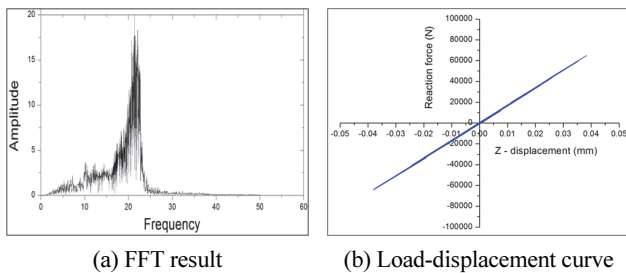 20
15
10
5
0
Amplitude
0 10 20 30 40 50 60
Frequency
(a) FFT result
Reaction force (N)
100000
80000
60000
40000
20000
0
-0.05 -0.04 -0.03 -0.02 -0.01 0.00 0.01 0.02 0.03 0.04 0.05
Z - displacement (mm)
-20000
-40000
-60000
-80000
-100000
(b) Load-displacement curve